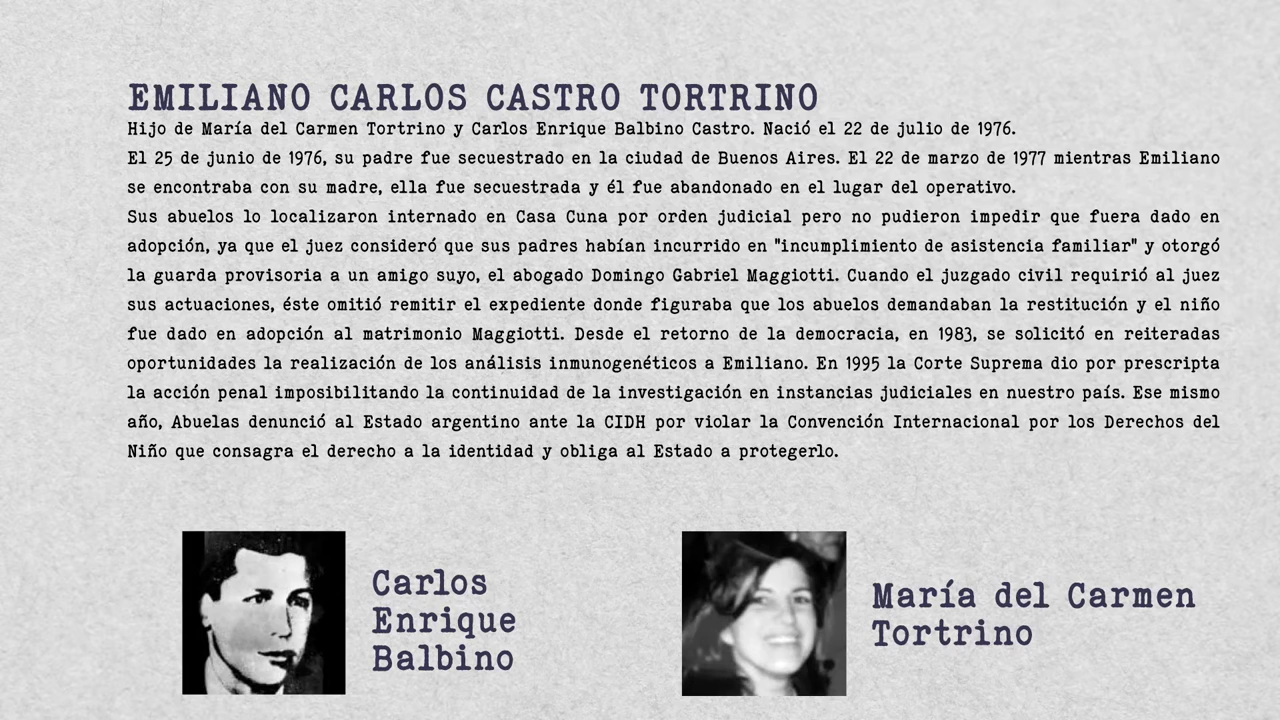 EMILIANO CARLOS CASTRO TORTRINO
Hijo de María del Carmen Tortrino y Carlos Enrique Balbino Castro. Nació el 22 de julio de 1976.
El 25 de junio de 1976, su padre fue secuestrado en la ciudad de Buenos Aires. El 22 de marzo de 1977 mientras Emiliano
se encontraba con su madre, ella fue secuestrada y él fue abandonado en el lugar del operativo.
Sus abuelos lo localizaron internado en Casa Cuna por orden judicial pero no pudieron impedir que fuera dado en
adopción, ya que el juez consideró que sus padres habían incurrido en "incumplimiento de asistencia familiar" y otorgó
la guarda provisoria a un amigo suyo, el abogado Domingo Gabriel Maggiotti. Cuando el juzgado civil requirió al juez
sus actuaciones, éste omitió remitir el expediente donde figuraba que los abuelos demandaban la restitución y el niño
fue dado en adopción al matrimonio Maggiotti. Desde el retorno de la democracia, en 1983, se solicitó en reiteradas
oportunidades la realización de los análisis inmunogenéticos a Emiliano. En 1995 la Corte Suprema dio por prescripta
la acción penal imposibilitando la continuidad de la investigación en instancias judiciales en nuestro país. Ese mismo
año, Abuelas denunció al Estado argentino ante la CIDH por violar la Convención Internacional por los Derechos del
Niño que consagra el derecho a la identidad y obliga al Estado a protegerlo.
Carlos
Enrique
Balbino
María del Carmen
Tortrino